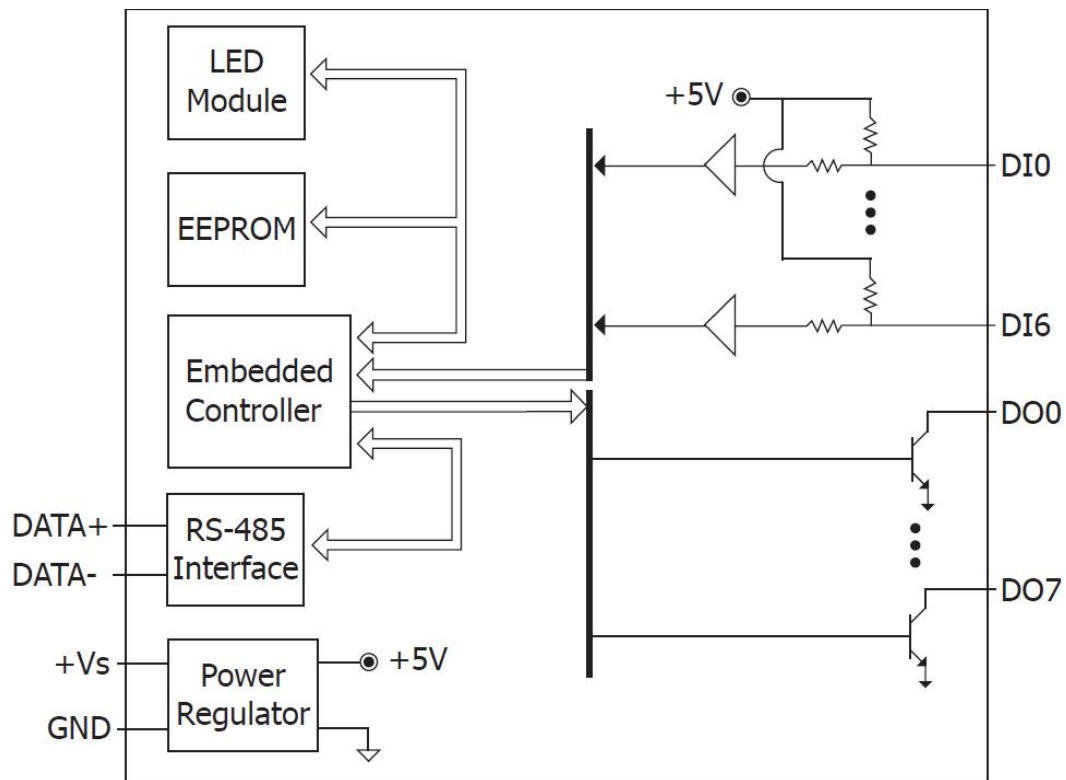 LED
Module
EEPROM
Embedded
Controller
DATA+
DATA-
RS-485
Interface
+Vs
GND
Power
Regulator
+5V
+5V
DI0
DI6
DO0
DO7